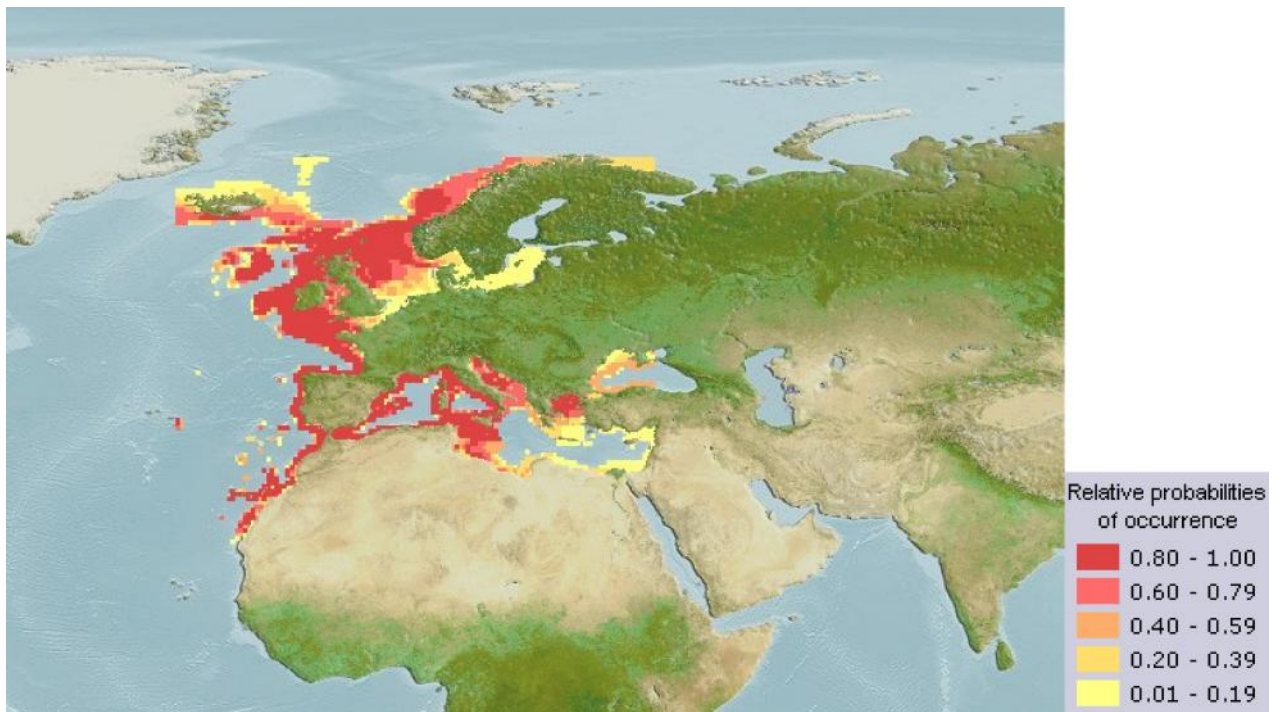 Relative probabilities
of occurrence
0.80 - 1.00
0.60 - 0.79
0.40 - 0.59
0.20 - 0.39
0.01 - 0.19